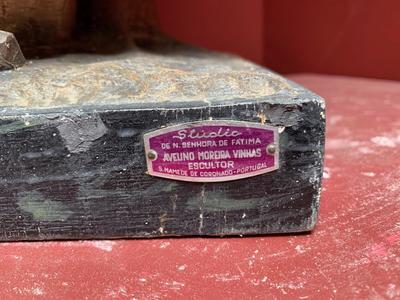 Studio
DE N. SENHORA DE FATIMA
AVELINO MOREIRA VINHAS
ESCULTOR
S. MAMEDE DE CORONADO-PORTUGAL